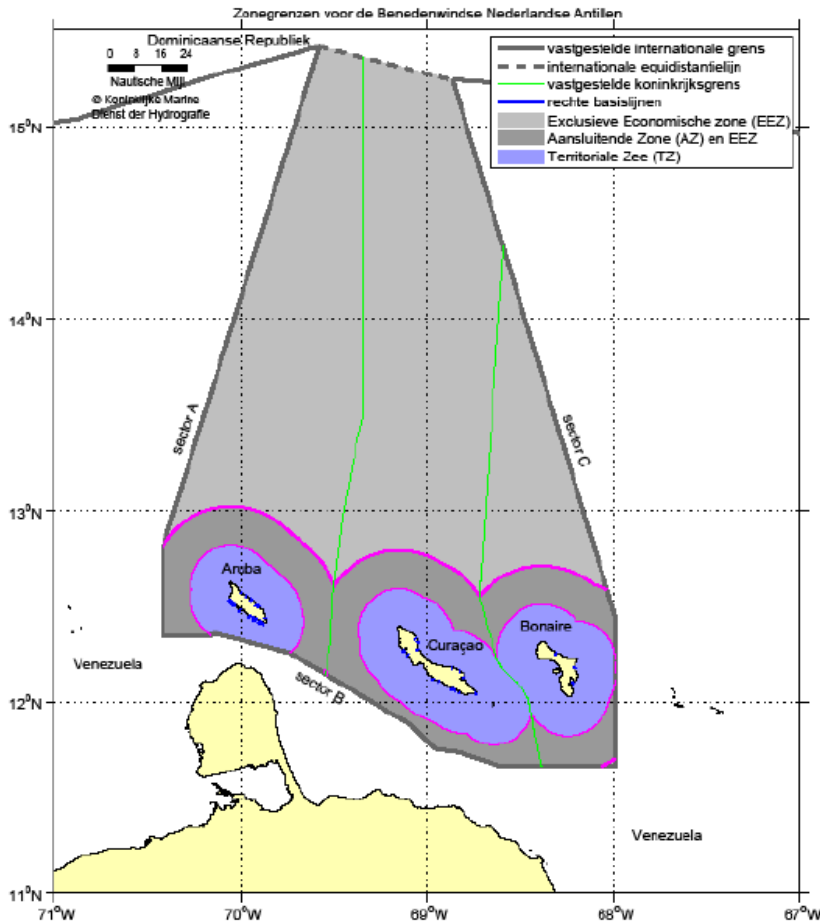 Zonegrenzen voor de Benedenwindse Nederlandse Antillen
Dominicaanse Republiek
0 8 16 24
Nautische Mijl
© Koninklijke Marine
Dienst der Hydrografie
vastgestelde internationale grens
internationale equidistantielijn
vastgestelde koninkrijksgrens
rechte basislijnen
Exclusieve Economische zone (EEZ)
Aansluitende Zone (AZ) en EEZ
Territoriale Zee (TZ)
15°N
14°N
sector A
sector C
13°N
Aruba
Curaçao
Bonaire
Venezuela
sector B
12°N
Venezuela
11°N
71°W
70°W
69°W
68°W
67°W